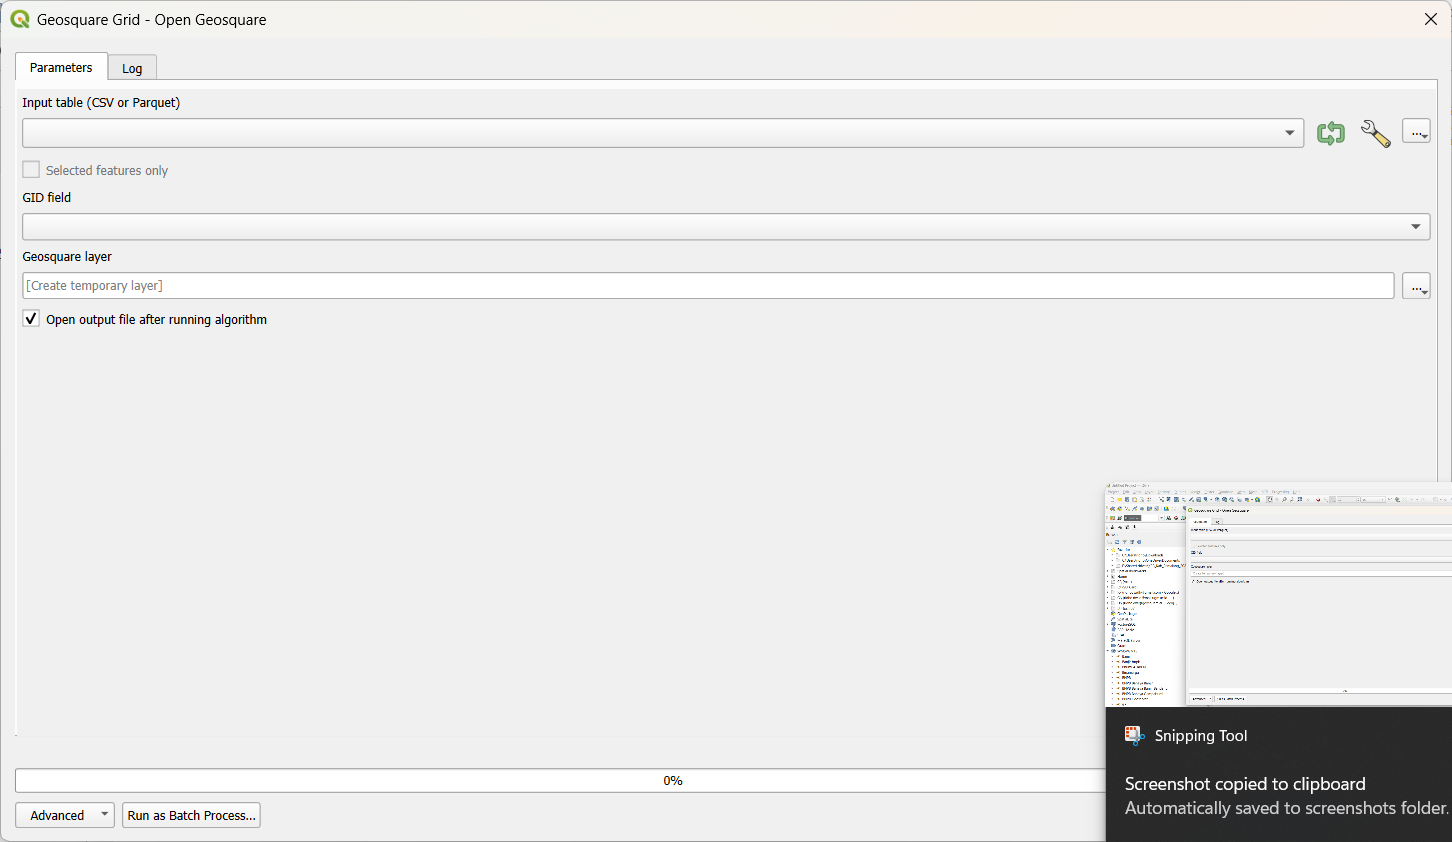 Geosquare Grid - Open Geosquare
Parameters
Log
Input table (CSV or Parquet)
...
Selected features only
GID field
Geosquare layer
[Create temporary layer]
...
Open output file after running algorithm
0%
Advanced
Run as Batch Process...
Snipping Tool
Screenshot copied to clipboard
Automatically saved to screenshots folder.